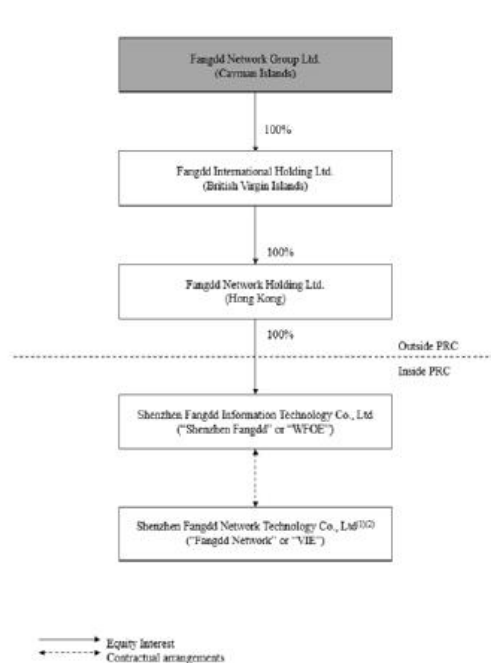 Fangdd Network Group Ltd.
(Cayman Islands)
100%
Fangdd International Holding Ltd.
(British Virgin Islands)
100%
Fangdd Network Holding Ltd.
(Hong Kong)
100%
Outside PRC
Inside PRC
Shenzhen Fangdd Information Technology Co., Ltd
("Shenzhen Fangdd" or "WFOE")
Shenzhen Fangdd Network Technology Co., Ltd(1)(2)
("Fangdd Network" or "VIE")
Equity Interest
Contractual arrangements